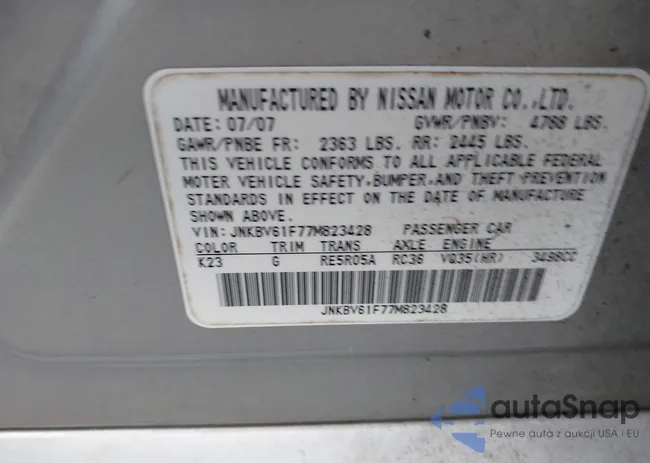 MANUFACTURED BY NISSAN MOTOR CO.,LTD.
DATE: 07/07 GVWR/PNBV: 4788 LBS.
GAWR/PNBE FR: 2363 LBS. RR: 2445 LBS.
THIS VEHICLE CONFORMS TO ALL APPLICABLE FEDERAL
MOTER VEHICLE SAFETY,BUMPER,AND THEFT PREVENTION
STANDARDS IN EFFECT ON THE DATE OF MANUFACTURE
SHOWN ABOVE.
VIN: JNKBV61F77M823428 PASSENGER CAR
COLOR TRIM TRANS AXLE ENGINE
K23 G RE5R05A RC36 VQ35(HR) 3498CC
JNKBV61F77M823428
autoSnap
Pewne auta z aukcji USA i EU